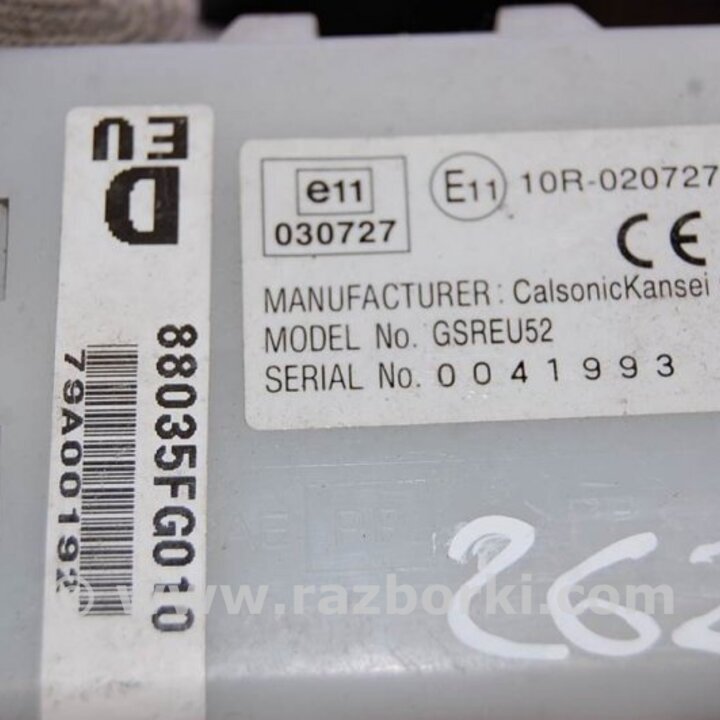 D
EU
88035FG010
79A00192
e11
030727
E11 10R-020727
CE
MANUFACTURER : CalsonicKansei
MODEL No. GSREU52
SERIAL No. 0041993
262
www.razborki.com